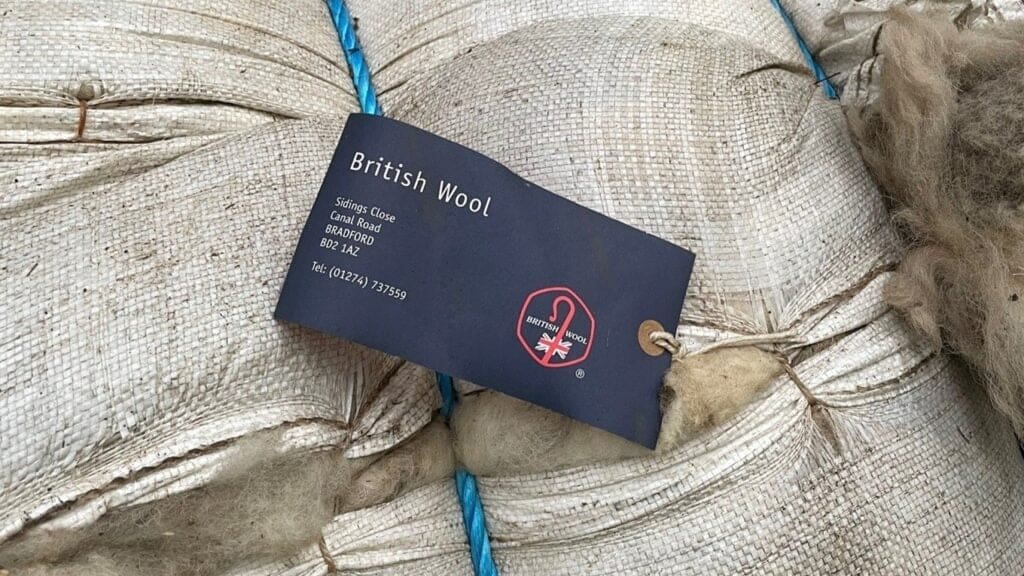 British Wool
Sidings Close
Canal Road
BRADFORD
BD2 1AZ
Tel: (01274) 737559
BRITISH WOOL
®